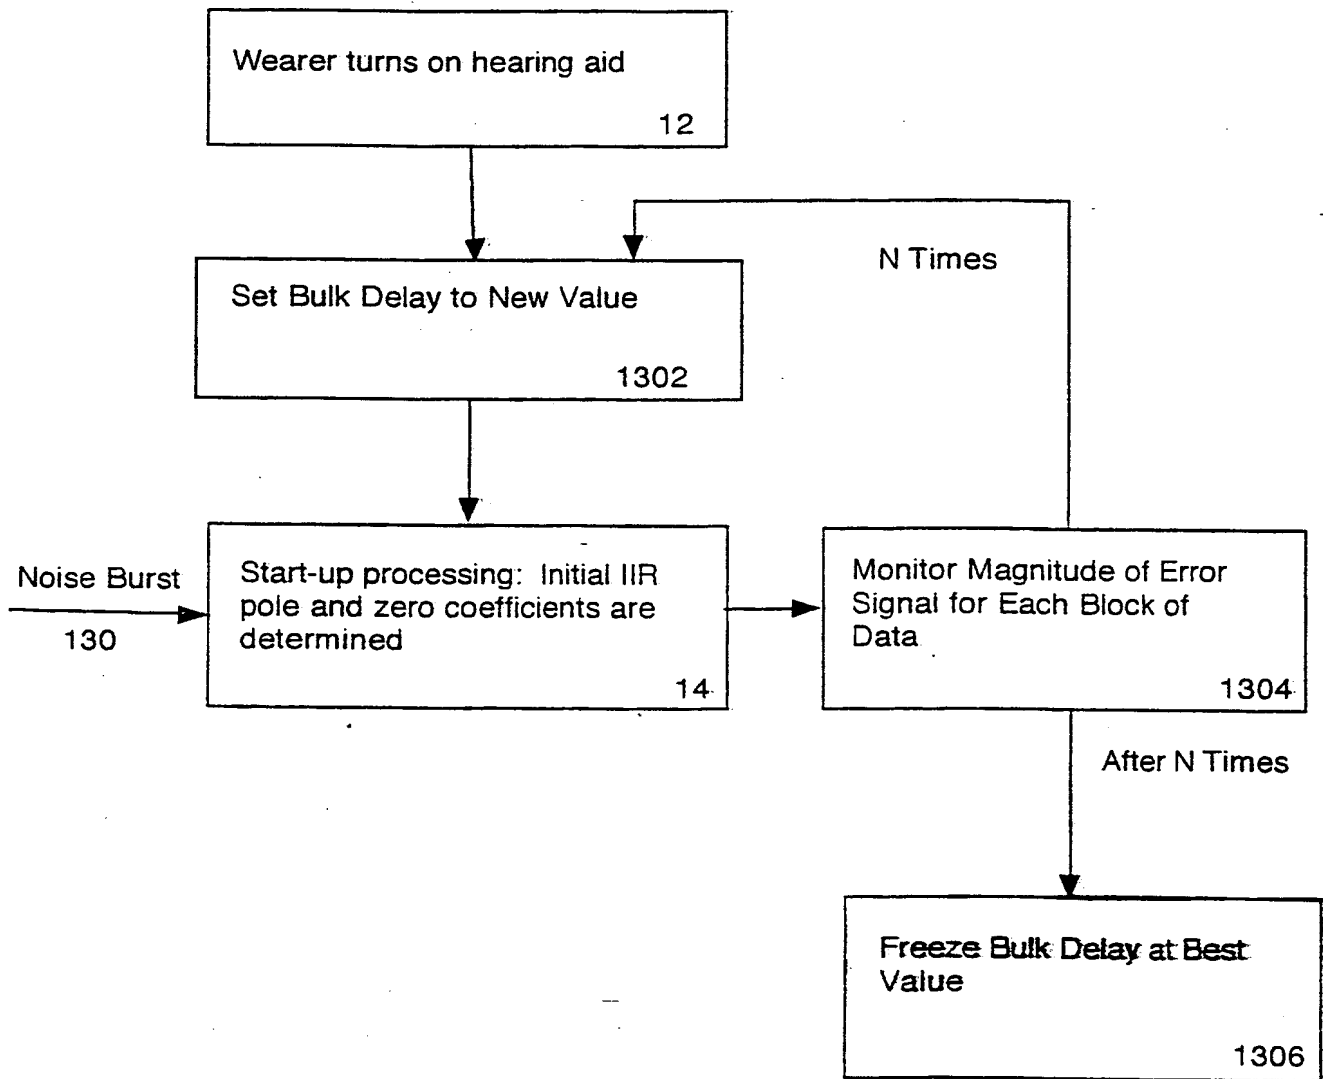 Wearer turns on hearing aid
12
N Times
Set Bulk Delay to New Value
1302
Noise Burst
130
Start-up processing: Initial IIR
pole and zero coefficients are
determined
14
Monitor Magnitude of Error
Signal for Each Block of
Data
1304
After N Times
Freeze Bulk Delay at Best
Value
1306